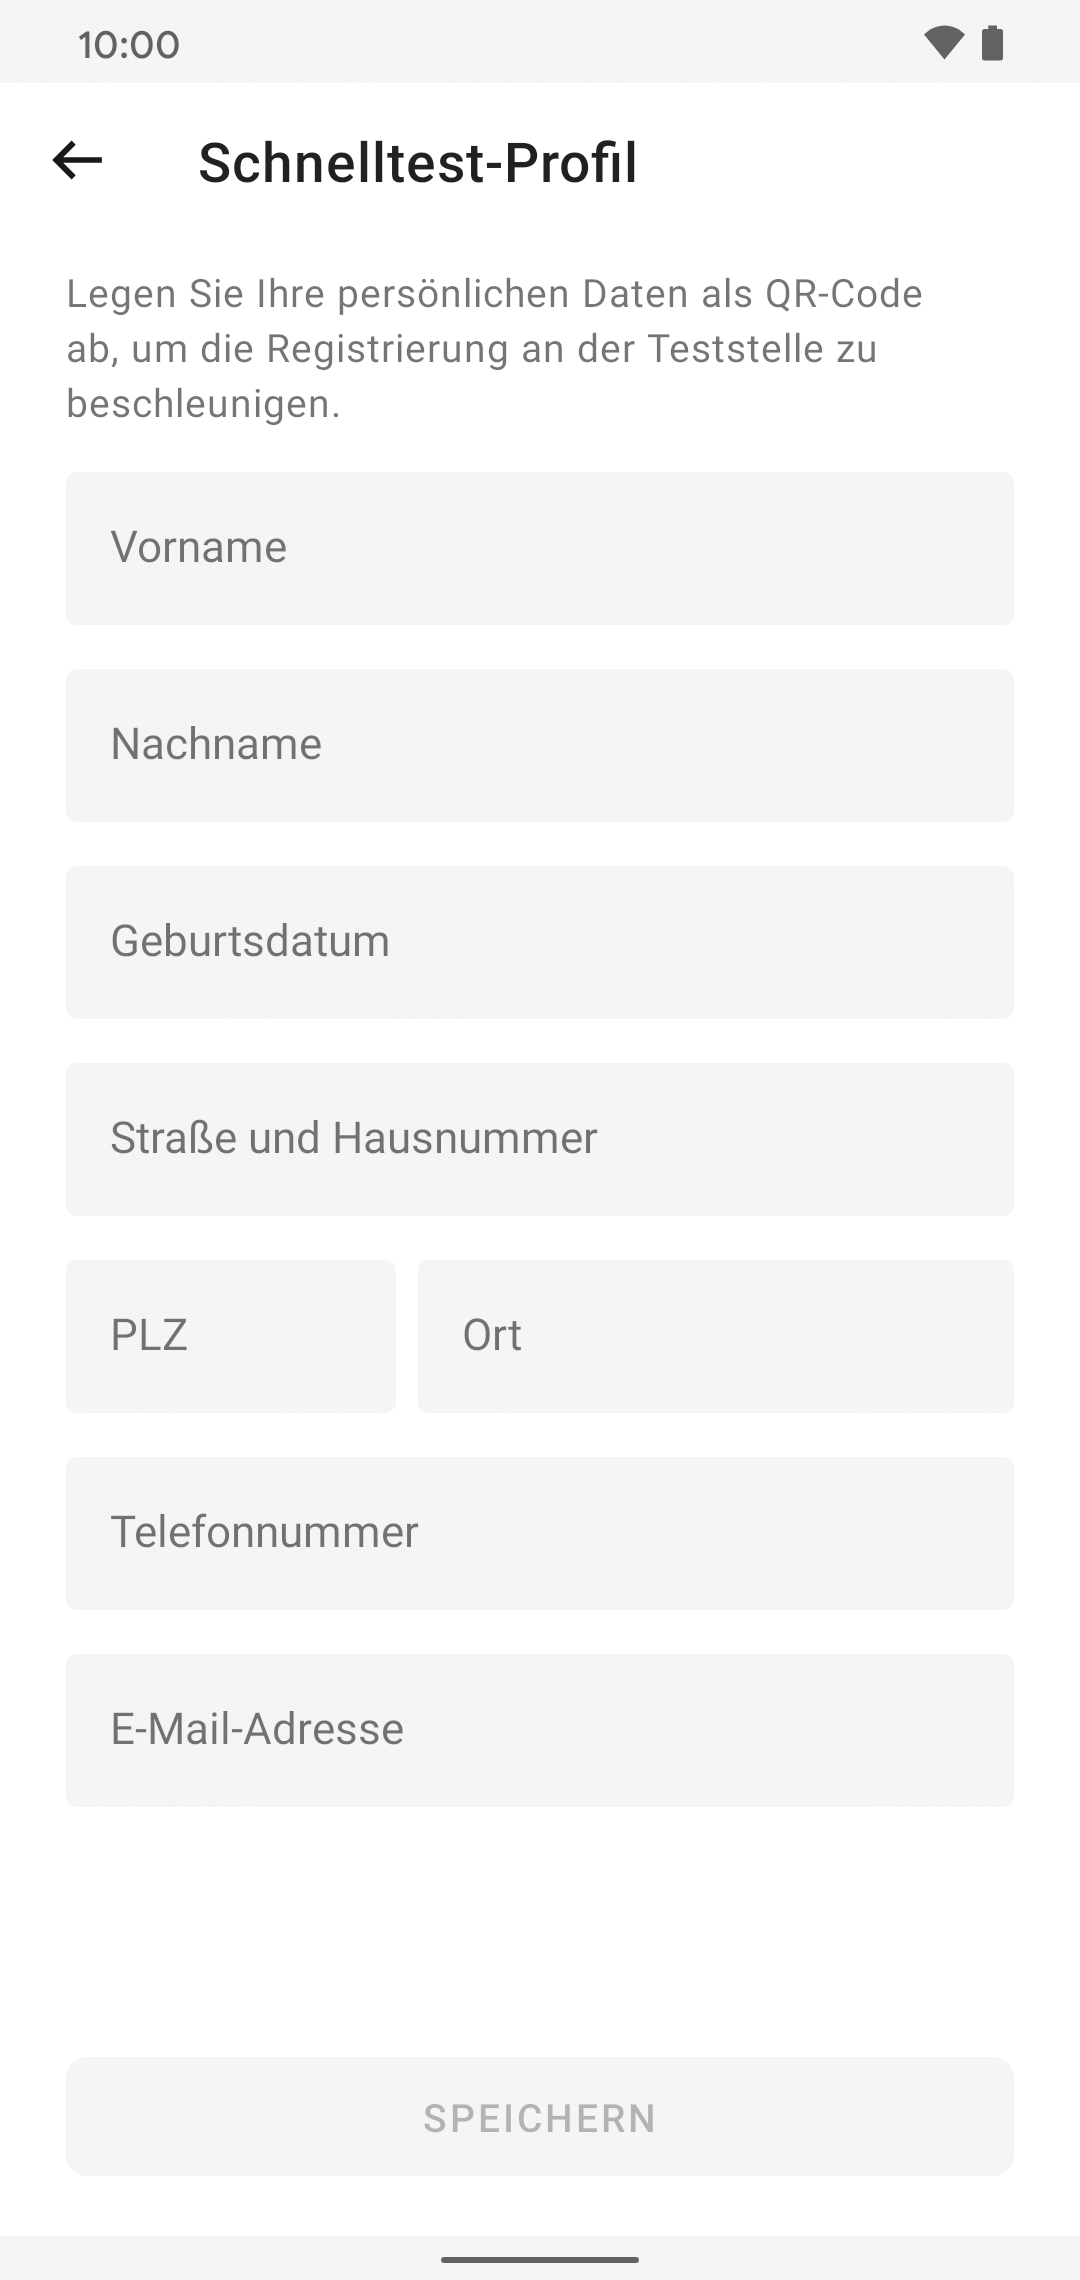 10:00
Schnelltest-Profil
Legen Sie Ihre persönlichen Daten als QR-Code
ab, um die Registrierung an der Teststelle zu
beschleunigen.
Vorname
Nachname
Geburtsdatum
Straße und Hausnummer
PLZ
Ort
Telefonnummer
E-Mail-Adresse
SPEICHERN